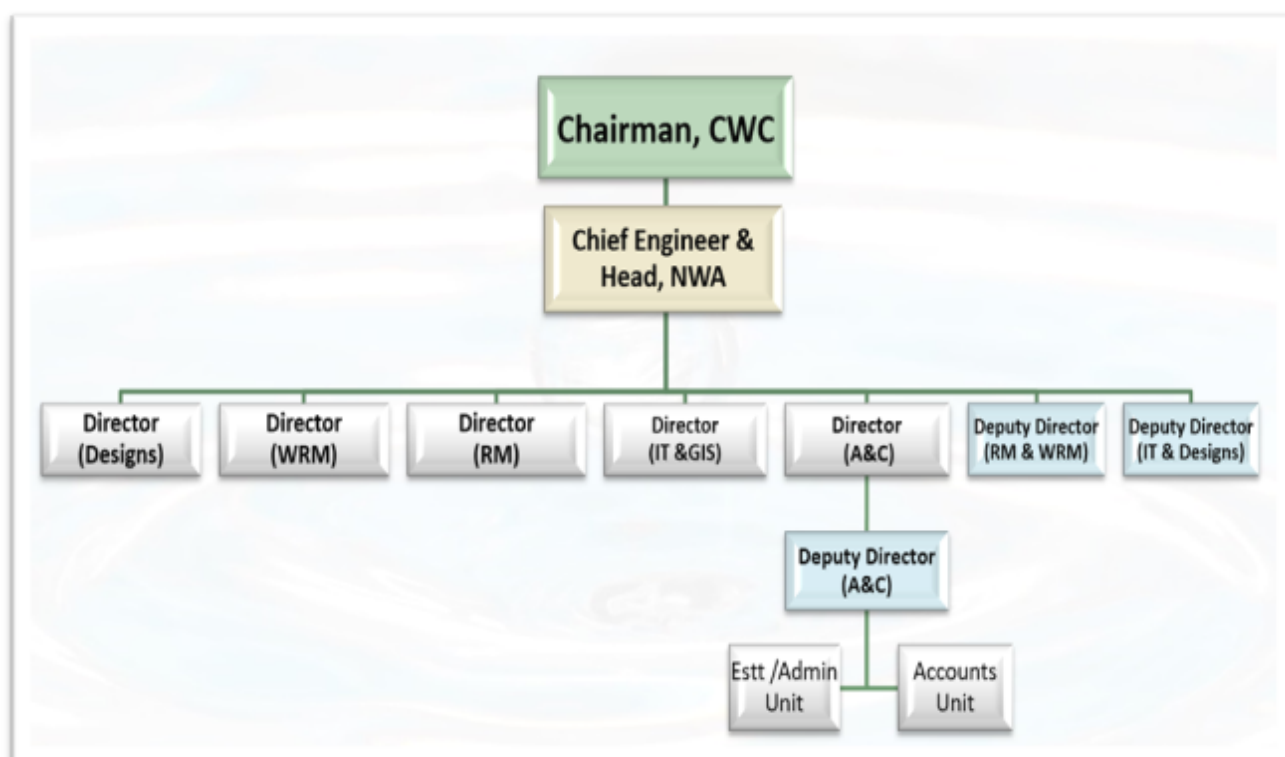 Chairman, CWC
Chief Engineer &
Head, NWA
Director
(Designs)
Director
(WRM)
Director
(RM)
Director
(IT &GIS)
Director
(A&C)
Deputy Director
(RM & WRM)
Deputy Director
(IT & Designs)
Deputy Director
(A&C)
Estt /Admin
Unit
Accounts
Unit